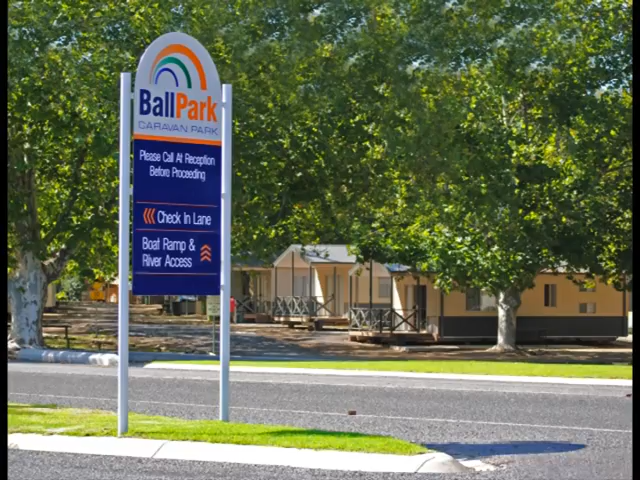 BallPark
CARAVAN PARK
Please Call At Reception
Before Proceeding
Check In Lane
Boat Ramp &
River Access